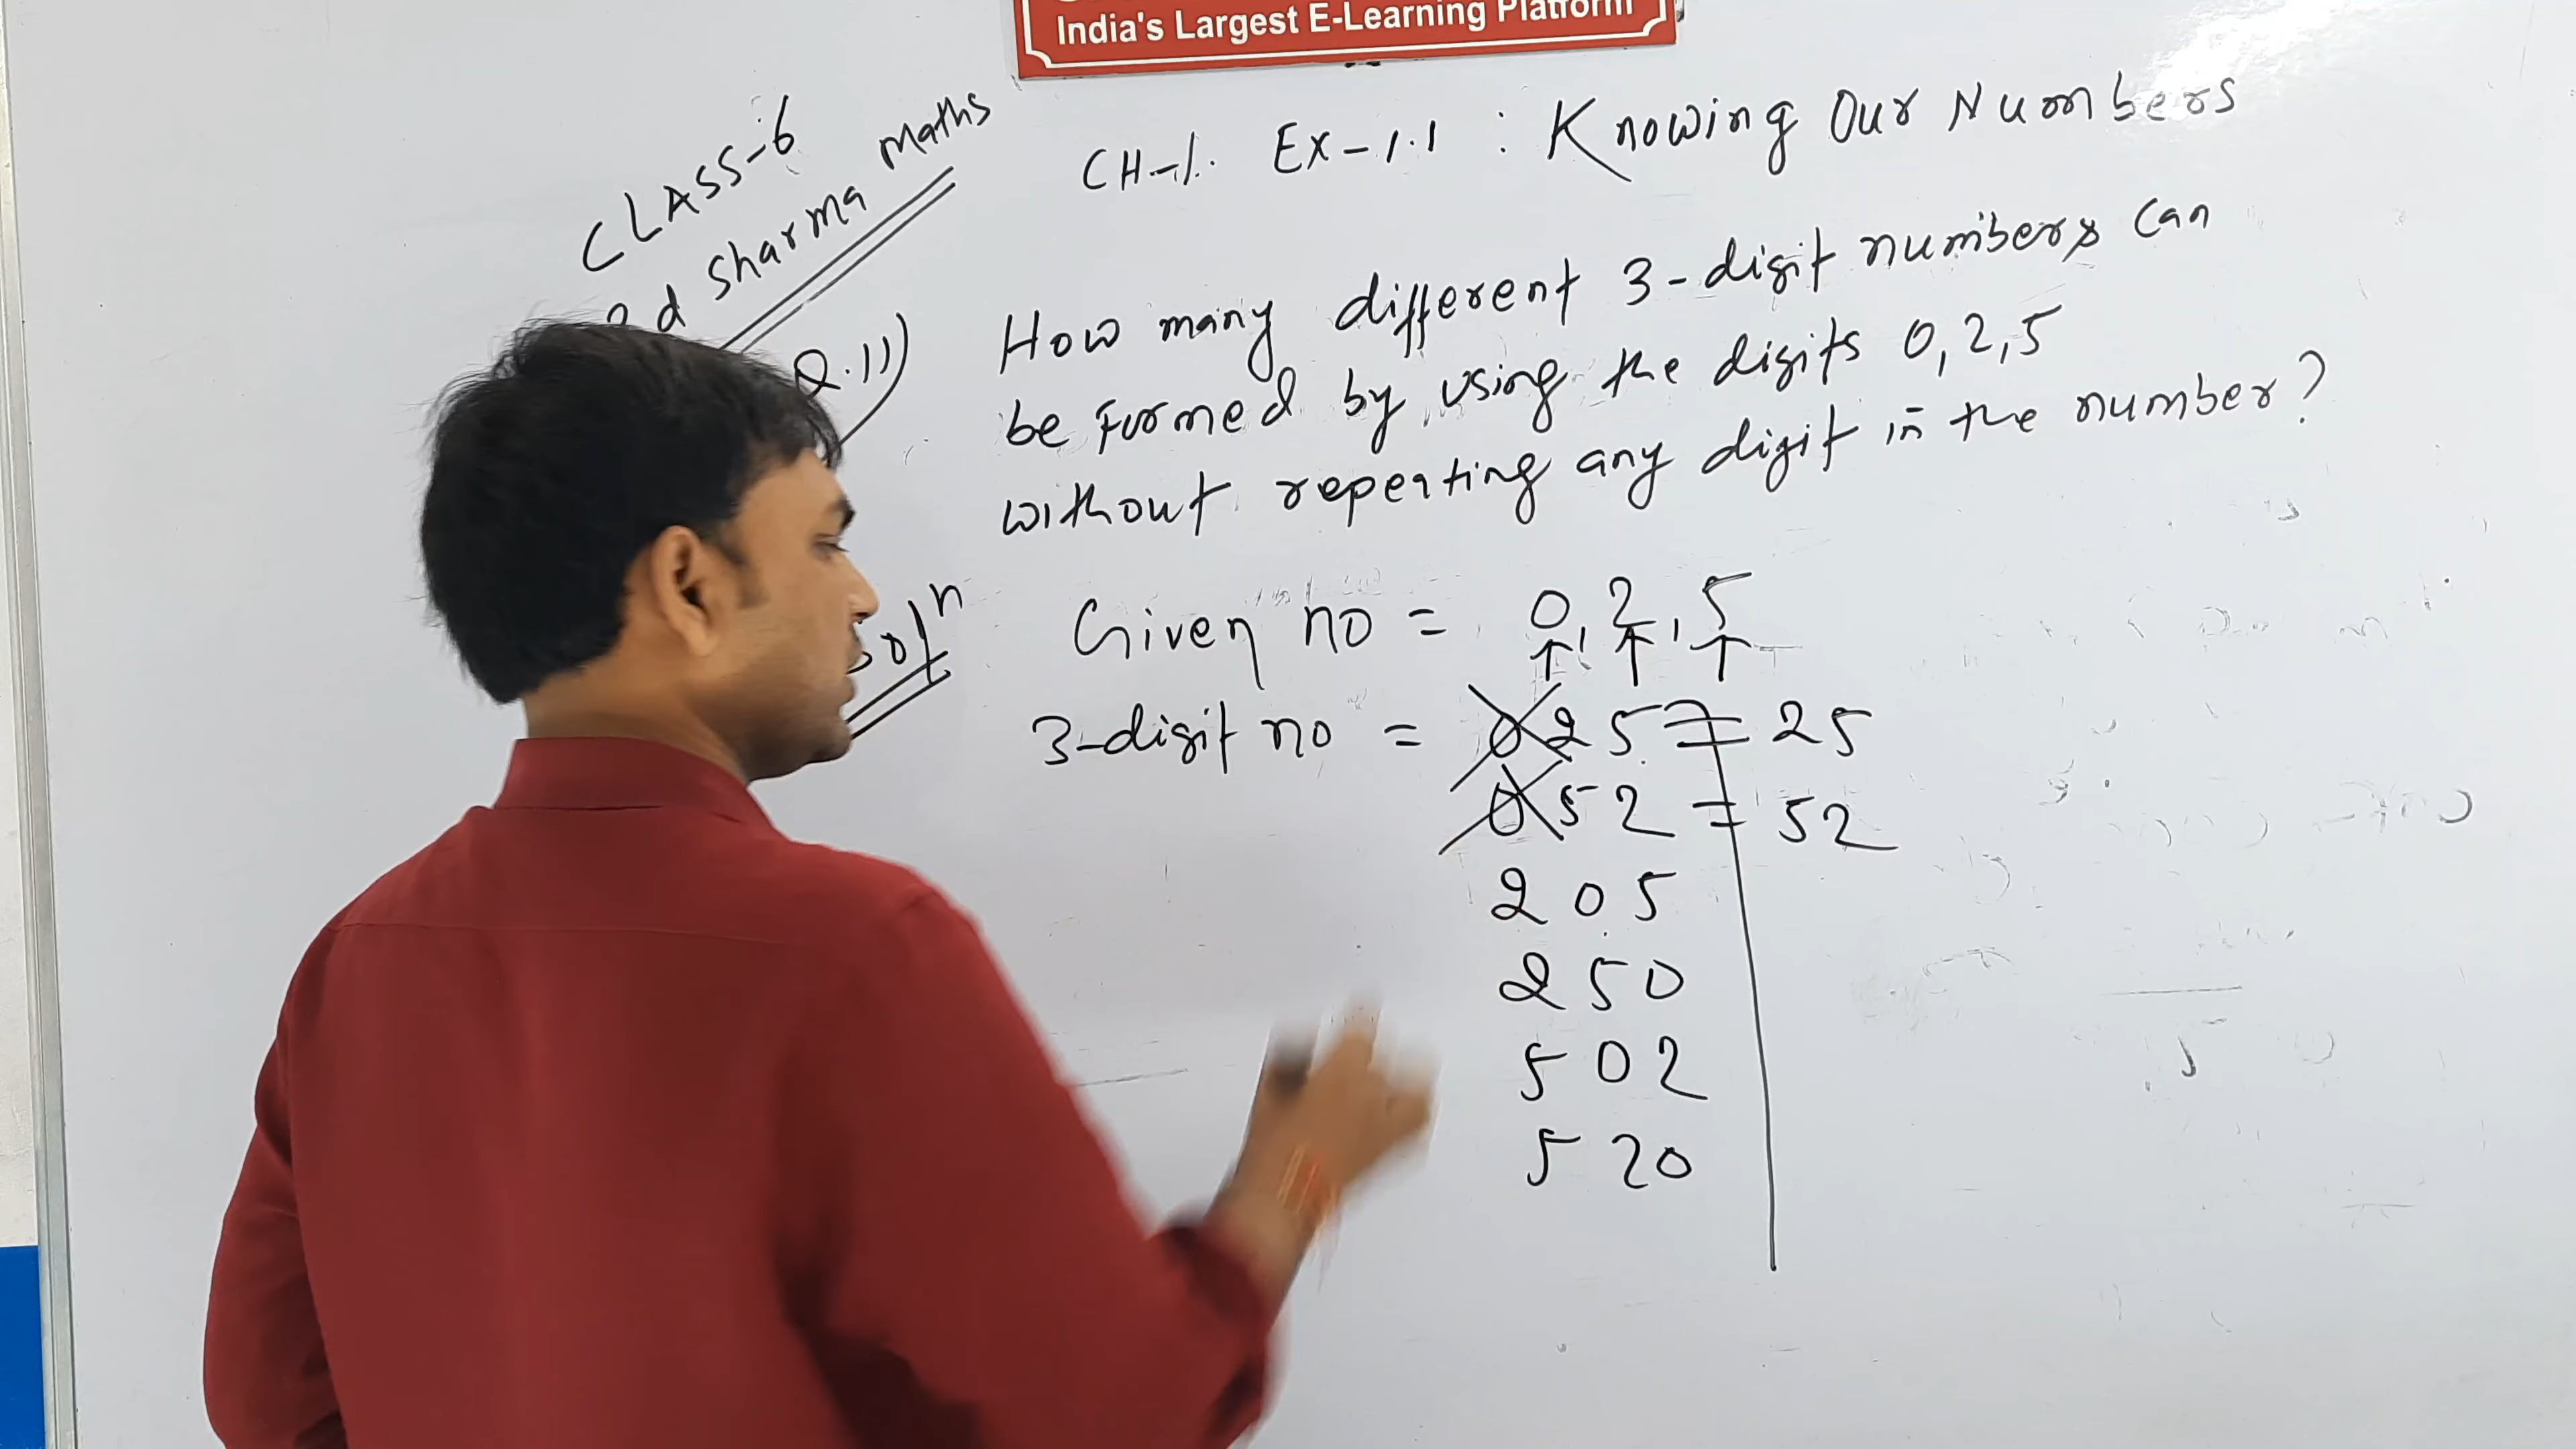 India's Largest E-Learning Platform
CLASS-6
Sharma Maths
CH-1. Ex-1.1 : Knowing Our Numbers
Q.11) How many different 3-digit numbers can
be formed by using the digits 0,2,5
without repeating any digit in the number?
Soln Given no = 0,2,5
3-digit no = 025 = 25
052 = 52
205
250
502
520